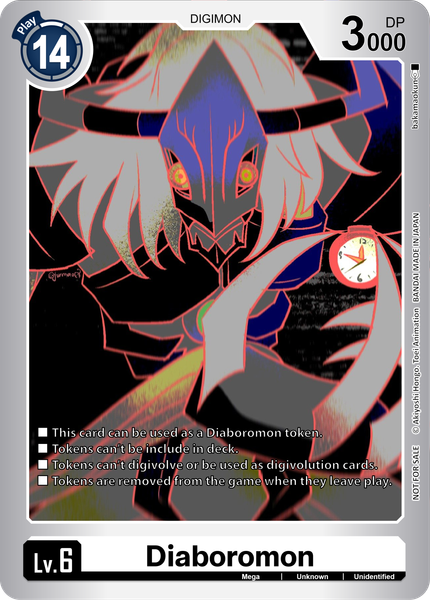 Play
14
DIGIMON
3000
DP
bakamaokun
■ This card can be used as a Diaboromon token.
■ Tokens can't be include in deck.
■ Tokens can't digivolve or be used as digivolution cards.
■ Tokens are removed from the game when they leave play.
NOT FOR SALE © Akiyoshi Hongo, Toei Animation BANDAI MADE IN JAPAN
Lv.6
Diaboromon
Mega | Unknown | Unidentified